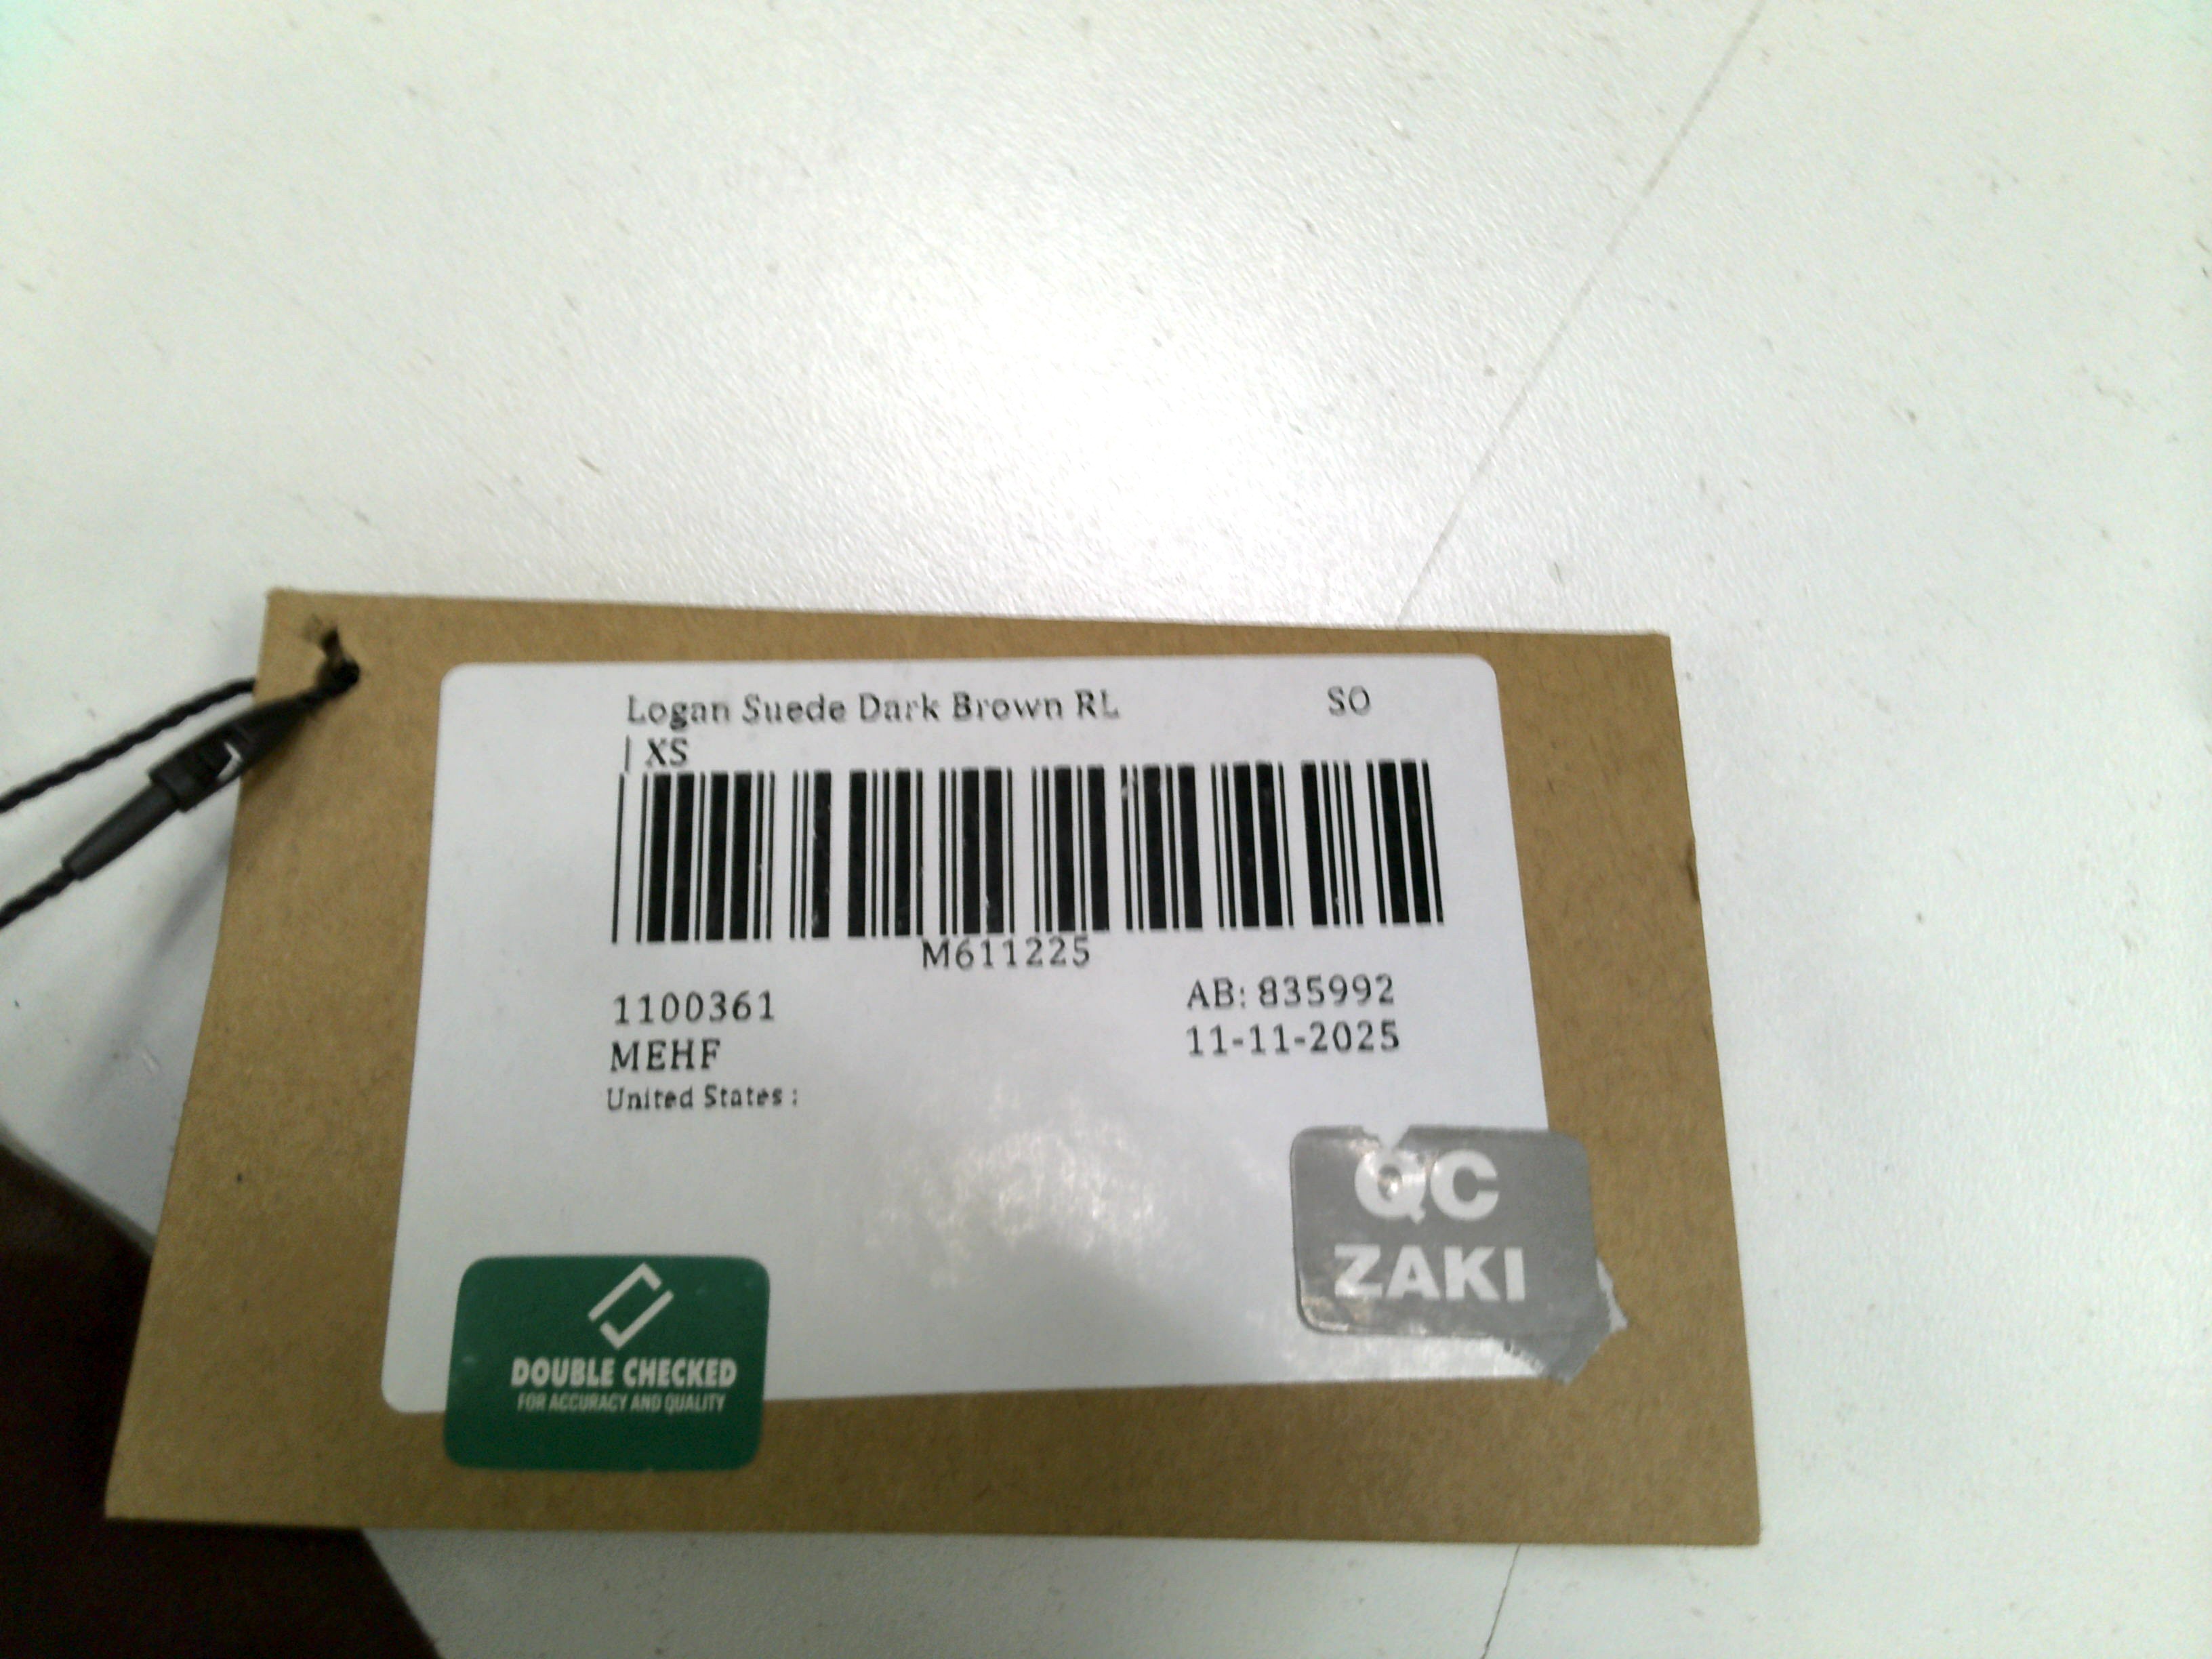 Logan Suede Dark Brown RL SO
| XS
M611225
1100361 AB: 835992
MEHF 11-11-2025
United States :
QC
ZAKI
DOUBLE CHECKED
FOR ACCURACY AND QUALITY